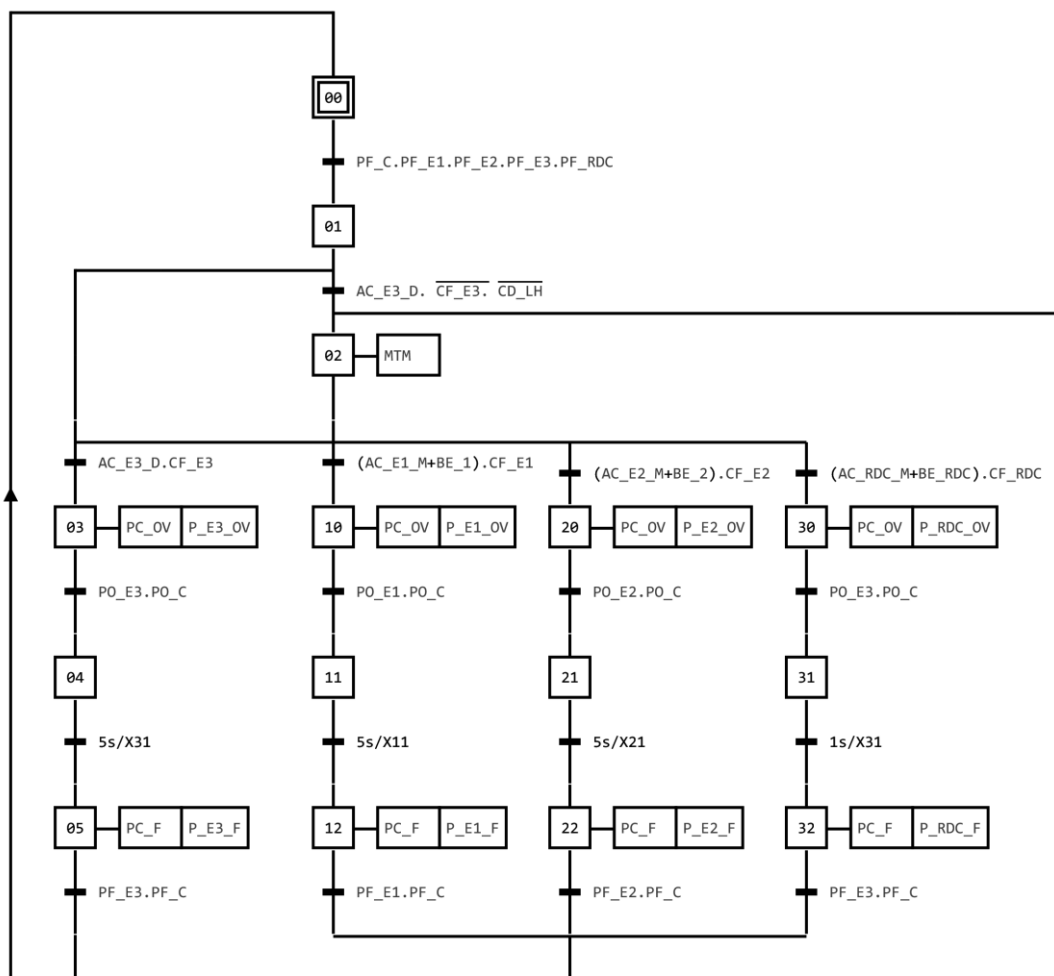 00
PF_C.PF_E1.PF_E2.PF_E3.PF_RDC
01
AC_E3_D. CF_E3. CD_LH
02 MTM
AC_E3_D.CF_E3 (AC_E1_M+BE_1).CF_E1 (AC_E2_M+BE_2).CF_E2 (AC_RDC_M+BE_RDC).CF_RDC
03 PC_OV P_E3_OV 10 PC_OV P_E1_OV 20 PC_OV P_E2_OV 30 PC_OV P_RDC_OV
PO_E3.PO_C PO_E1.PO_C PO_E2.PO_C PO_E3.PO_C
04 11 21 31
5s/X31 5s/X11 5s/X21 1s/X31
05 PC_F P_E3_F 12 PC_F P_E1_F 22 PC_F P_E2_F 32 PC_F P_RDC_F
PF_E3.PF_C PF_E1.PF_C PF_E2.PF_C PF_E3.PF_C